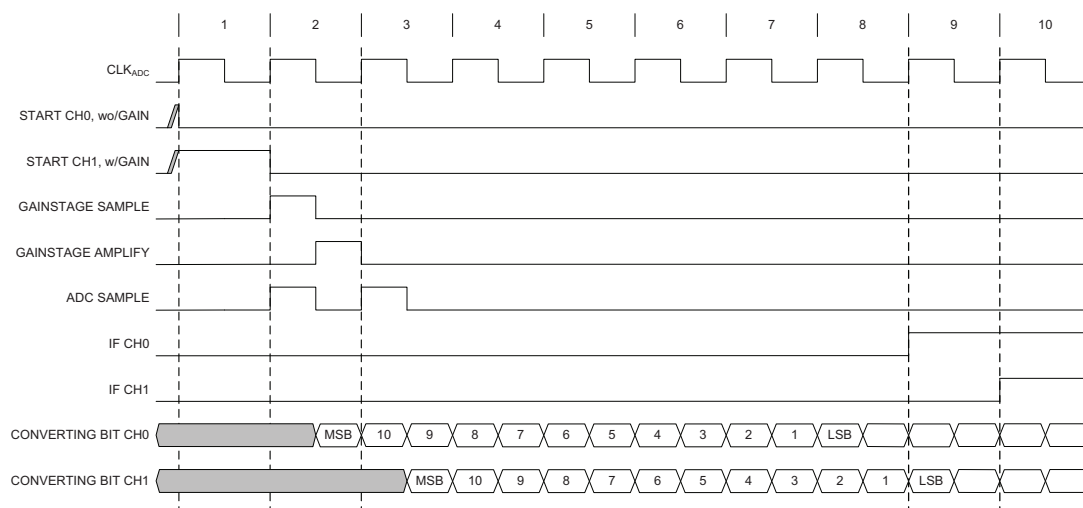 1 2 3 4 5 6 7 8 9 10
CLKADC
START CH0, wo/GAIN
START CH1, w/GAIN
GAINSTAGE SAMPLE
GAINSTAGE AMPLIFY
ADC SAMPLE
IF CH0
IF CH1
CONVERTING BIT CH0 MSB 10 9 8 7 6 5 4 3 2 1 LSB
CONVERTING BIT CH1 MSB 10 9 8 7 6 5 4 3 2 1 LSB